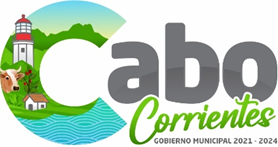 Cabo
Corrientes
GOBIERNO MUNICIPAL 2021 - 2024